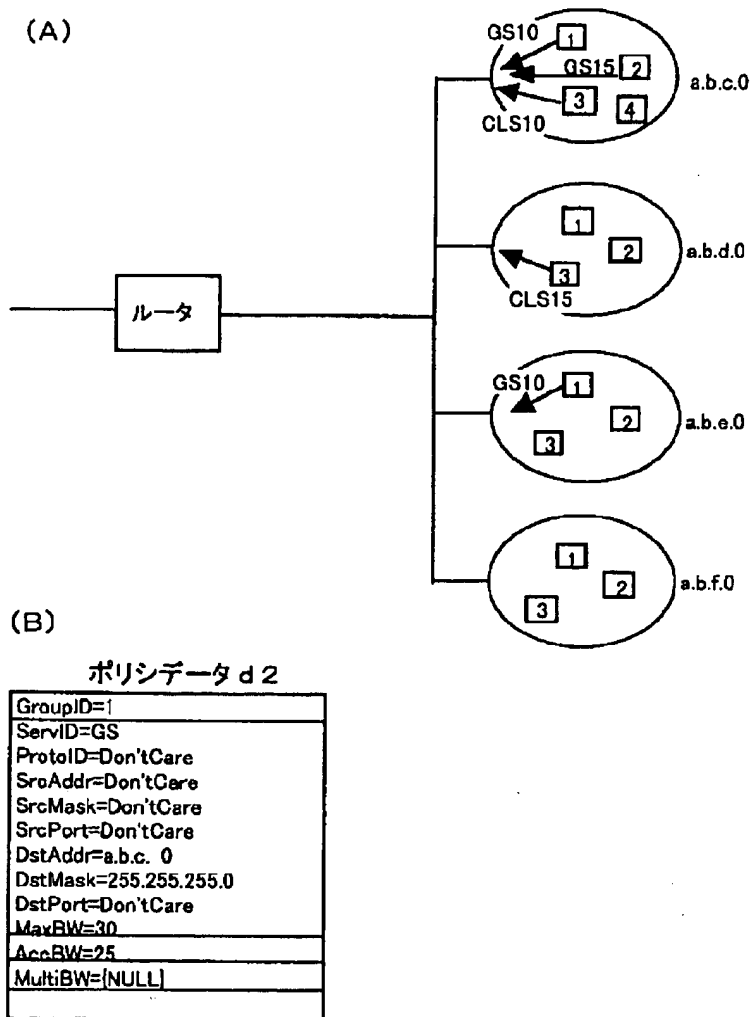 (A)
GS10
1
GS15
2
3
4
CLS10
a.b.c.0
1
2
3
CLS15
a.b.d.0
ルータ
GS10
1
2
3
a.b.e.0
1
2
3
a.b.f.0
(B)
ポリシデータd2
GroupID=1
ServID=GS
ProtoID=Don'tCare
SrcAddr=Don'tCare
SrcMask=Don'tCare
SrcPort=Don'tCare
DstAddr=a.b.c. 0
DstMask=255.255.255.0
DstPort=Don'tCare
MaxBW=30
AccBW=25
MultiBW=[NULL]